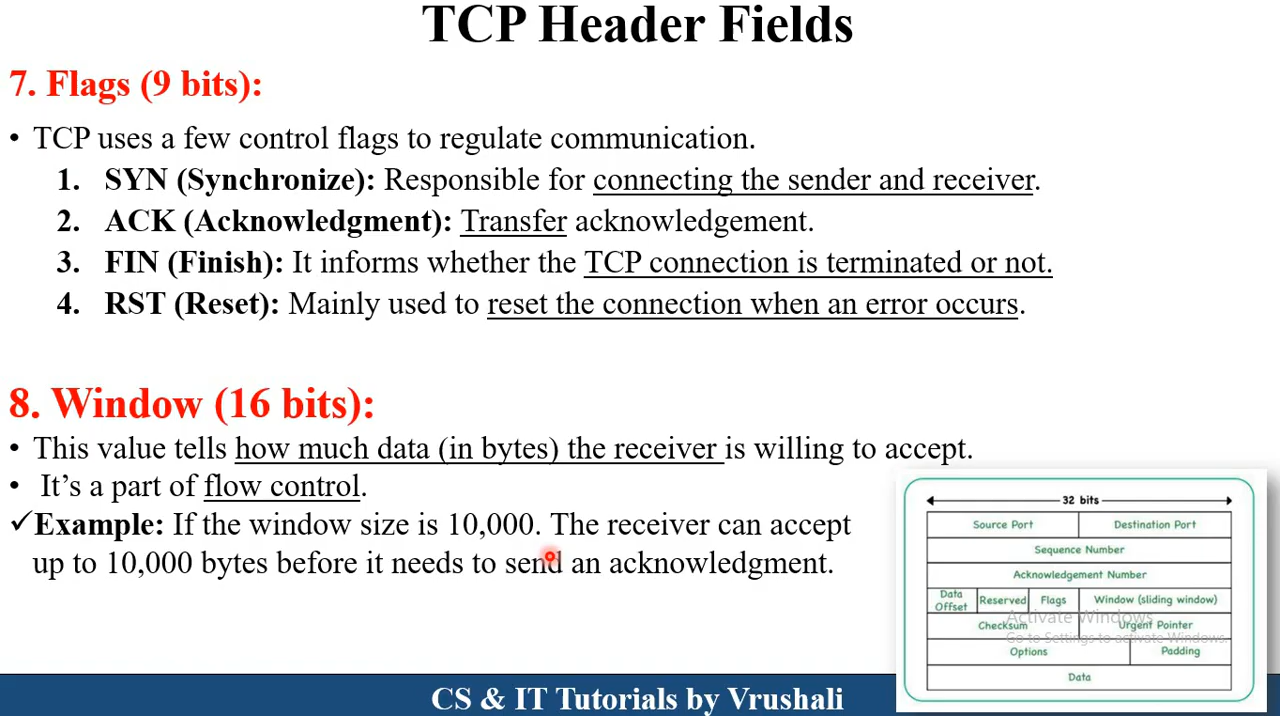 TCP Header Fields
7. Flags (9 bits):
• TCP uses a few control flags to regulate communication.
1. SYN (Synchronize): Responsible for connecting the sender and receiver.
2. ACK (Acknowledgment): Transfer acknowledgement.
3. FIN (Finish): It informs whether the TCP connection is terminated or not.
4. RST (Reset): Mainly used to reset the connection when an error occurs.
8. Window (16 bits):
• This value tells how much data (in bytes) the receiver is willing to accept.
• It's a part of flow control.
✓Example: If the window size is 10,000. The receiver can accept
up to 10,000 bytes before it needs to send an acknowledgment.
32 bits
Source Port Destination Port
Sequence Number
Acknowledgement Number
Data Offset Reserved Flags Window (sliding window)
Checksum Urgent Pointer
Options Padding
Data
Activate Windows
Go to Settings to activate Windows.
CS & IT Tutorials by Vrushali